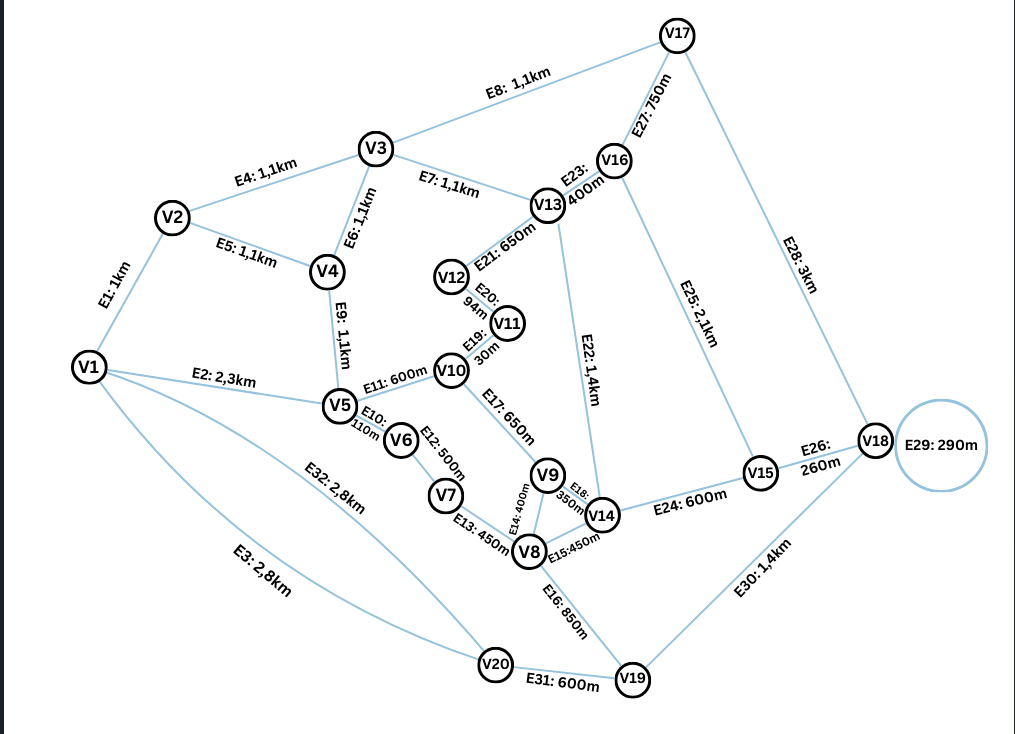 V17
E8: 1,1km
E27: 750m
V3
V16
E4: 1,1km
E7: 1,1km
E23:
400m
V13
V2
E6: 1,1km
E5: 1,1km
E21: 650m
E28: 3km
V4
V12
E1: 1km
E20:
94m
E25: 2,1km
V11
E9: 1,1km
E19:
30m
V1
E2: 2,3km
E11: 600m
V10
E22: 1,4km
V5
E10:
110m
E17: 650m
V6
E12: 500m
V18
E29: 290m
E26:
260m
V15
V9
E18:
350m
E32: 2,8km
V7
E14: 400m
V14
E24: 600m
E13: 450m
V8
E15:450m
E3: 2,8km
E16: 850m
E30: 1,4km
V20
E31: 600m
V19